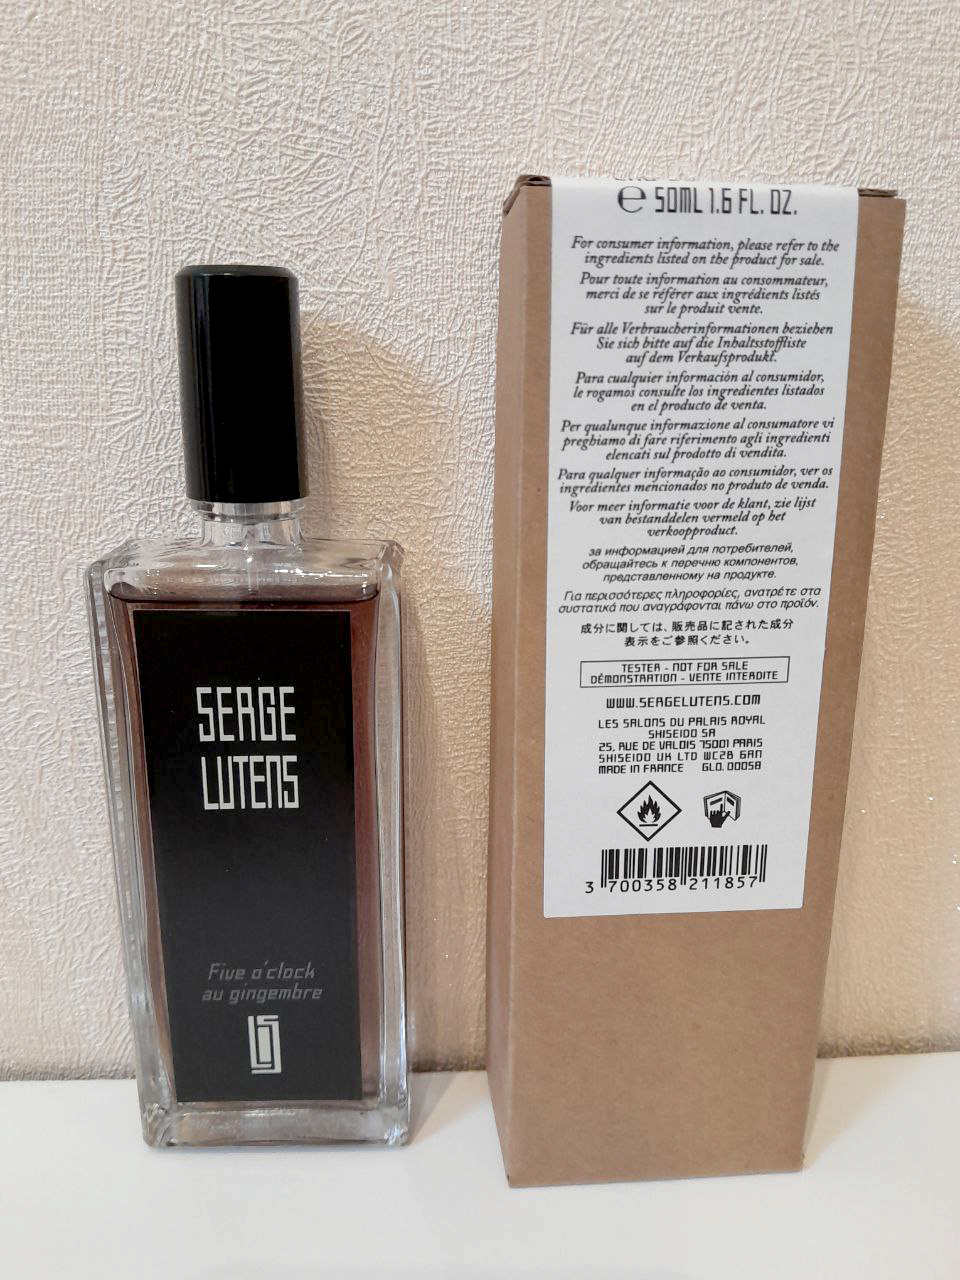 SERGE
LUTENS
Five o'clock
au gingembre
℮ 50ML 1.6 FL. OZ.
For consumer information, please refer to the
ingredients listed on the product for sale.
Pour toute information au consommateur,
merci de se référer aux ingrédients listés
sur le produit vente.
Für alle Verbraucherinformationen beziehen
Sie sich bitte auf die Inhaltsstoffliste
auf dem Verkaufsprodukt.
Para cualquier información al consumidor,
le rogamos consulte los ingredientes listados
en el producto de venta.
Per qualunque informazione al consumatore vi
preghiamo di fare riferimento agli ingredienti
elencati sul prodotto di vendita.
Para qualquer informação ao consumidor, ver os
ingredientes mencionados no produto de venda.
Voor meer informatie voor de klant, zie lijst
van bestanddelen vermeld op het
verkoopproduct.
за информацией для потребителей,
обращайтесь к перечню компонентов,
представленному на продукте.
Για περισσότερες πληροφορίες, ανατρέτε στα
συστατικά που αναγράφονται πάνω στο προϊόν.
成分に関しては、販売品に記された成分
表示をご参照ください。
TESTER - NOT FOR SALE
DÉMONSTRATION - VENTE INTERDITE
WWW.SERGELUTENS.COM
LES SALONS DU PALAIS ROYAL
SHISEIDO SA
25, RUE DE VALOIS 75001 PARIS
SHISEIDO UK LTD WC2B 6AN
MADE IN FRANCE GLO. 00058
3 700358 211857